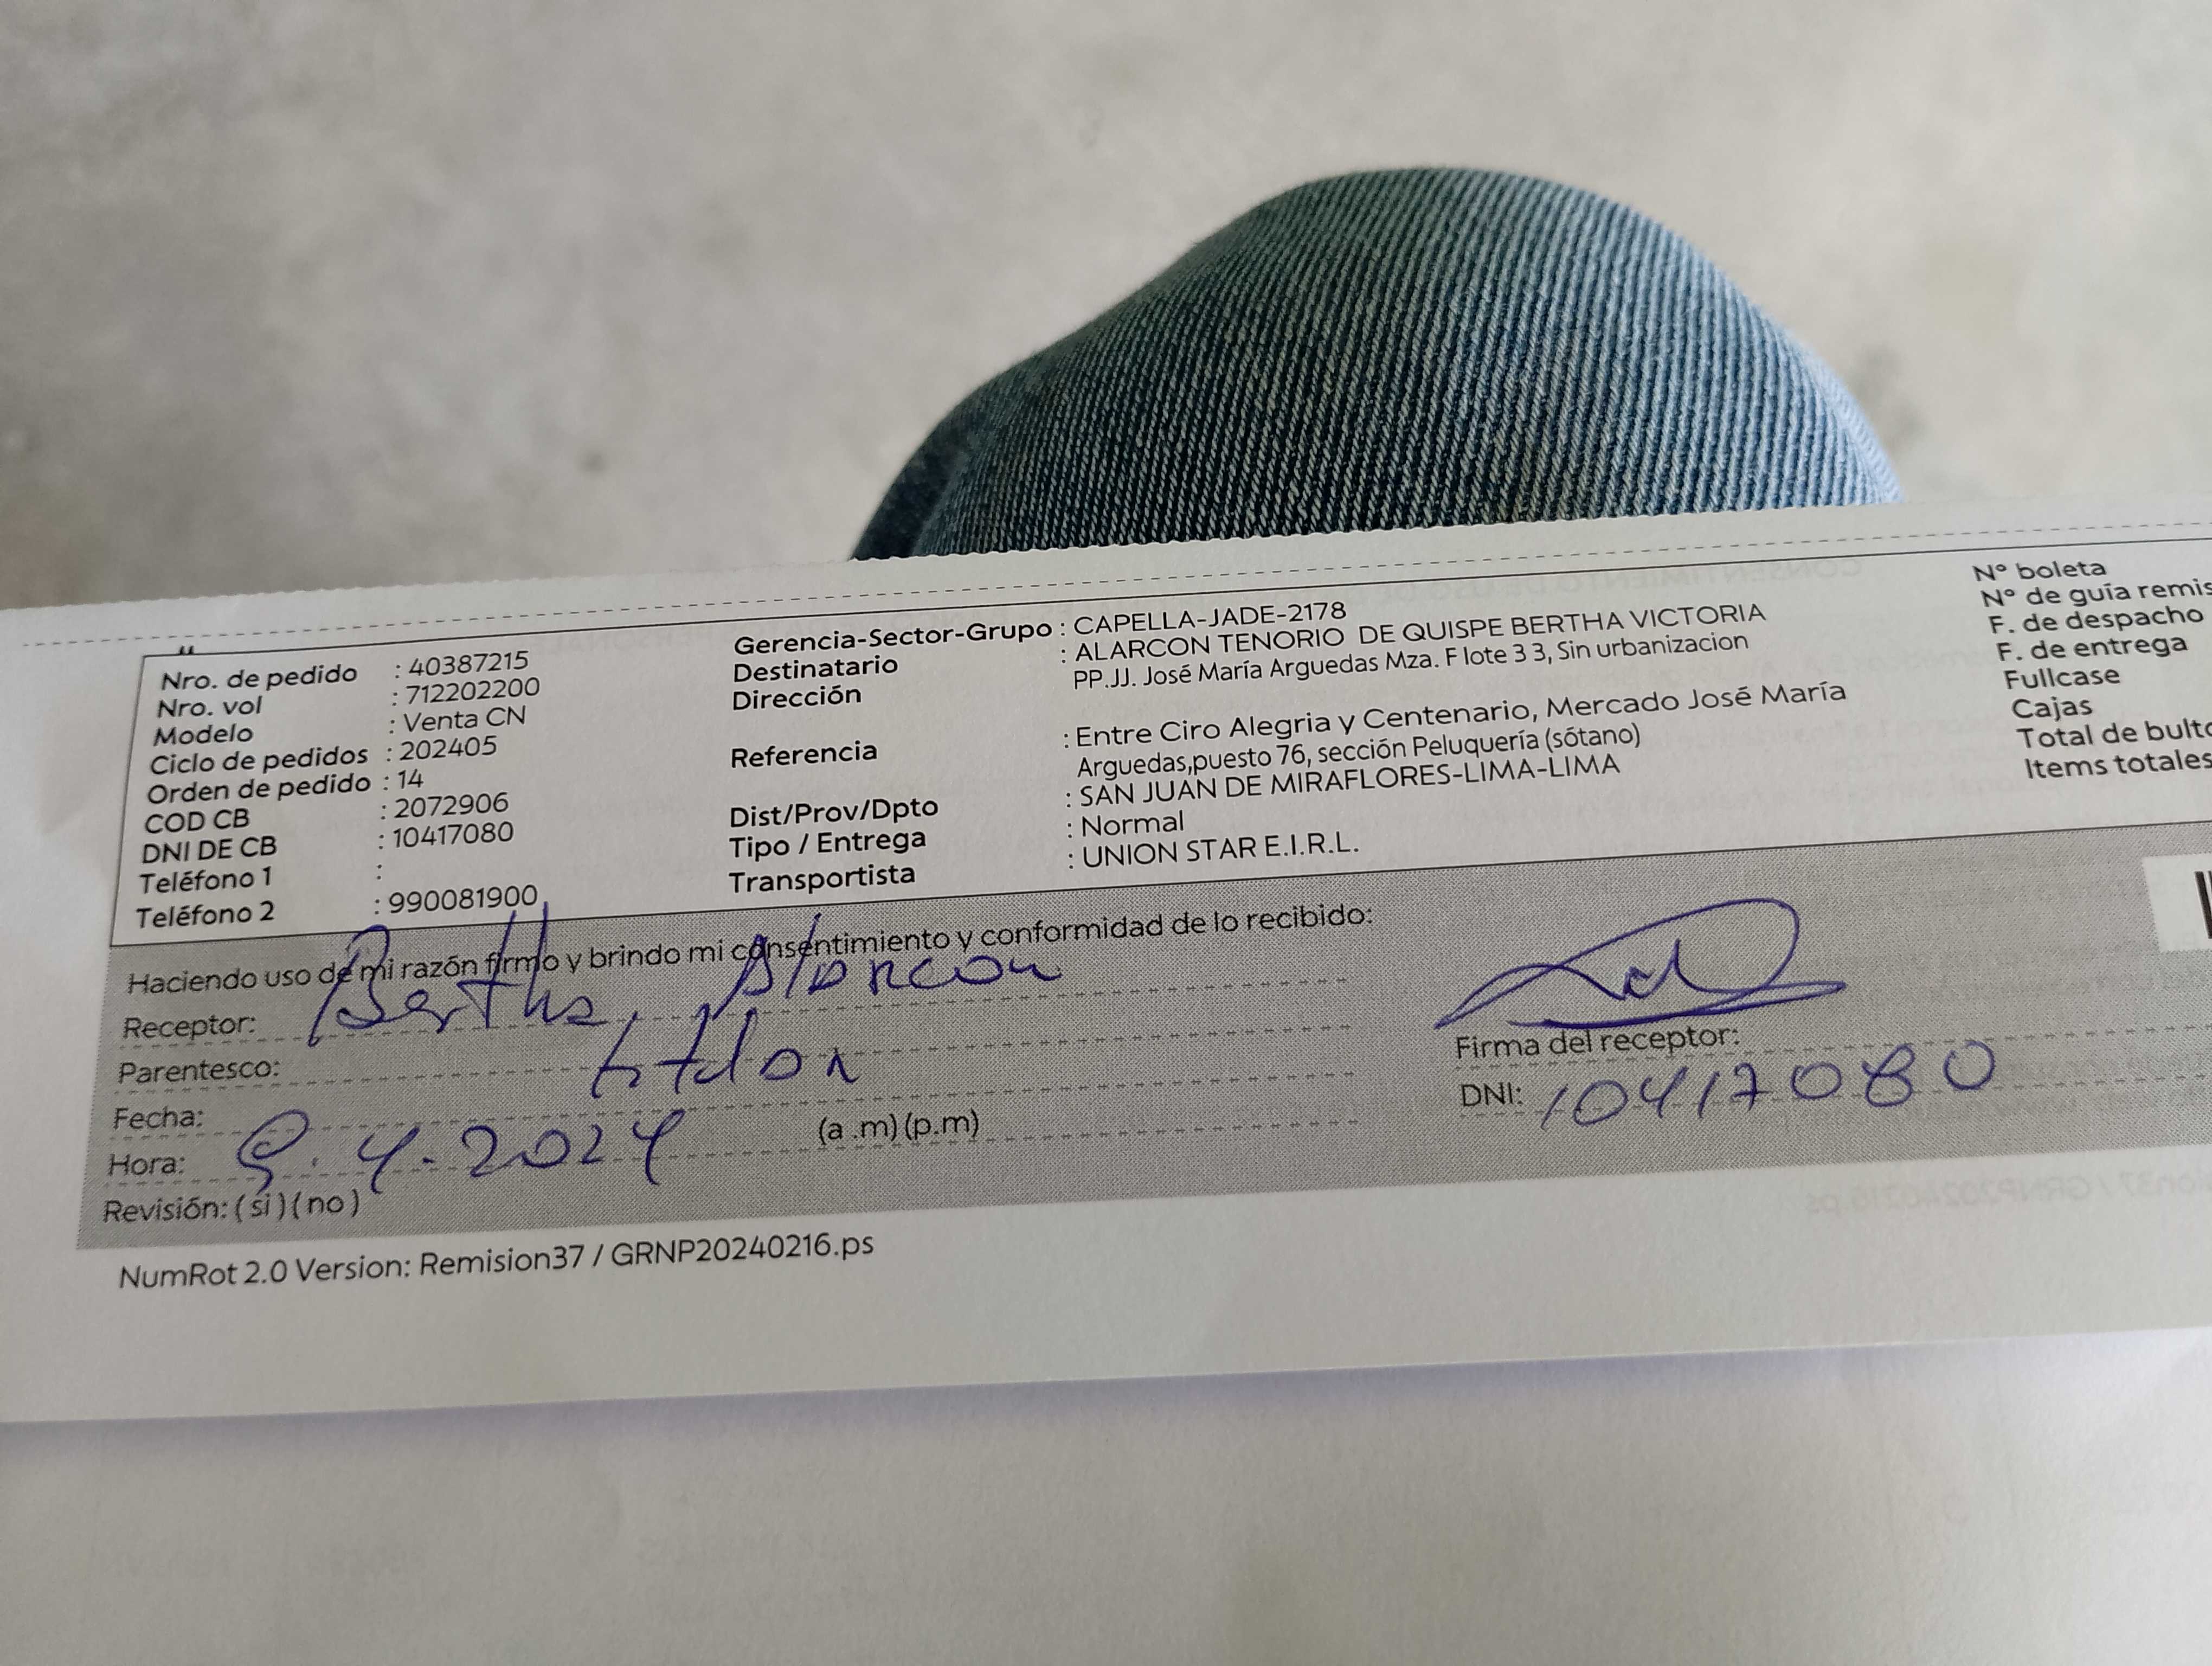 Nro. de pedido : 40387215
Nro. vol : 712202200
Modelo : Venta CN
Ciclo de pedidos : 202405
Orden de pedido : 14
COD CB : 2072906
DNI DE CB : 10417080
Teléfono 1 :
Teléfono 2 : 990081900
Gerencia-Sector-Grupo : CAPELLA-JADE-2178
Destinatario : ALARCON TENORIO DE QUISPE BERTHA VICTORIA
Dirección PP.JJ. José María Arguedas Mza. F lote 3 3, Sin urbanizacion
Referencia : Entre Ciro Alegria y Centenario, Mercado José María
Arguedas,puesto 76, sección Peluquería (sótano)
Dist/Prov/Dpto : SAN JUAN DE MIRAFLORES-LIMA-LIMA
Tipo / Entrega : Normal
Transportista : UNION STAR E.I.R.L.
N° boleta
N° de guía remis
F. de despacho
F. de entrega
Fullcase
Cajas
Total de bulto
Items totales
Haciendo uso de mi razón firmo y brindo mi consentimiento y conformidad de lo recibido:
Receptor: Bertha Alarcon
Parentesco:
Fecha:
Hora: 9.4.2024 (a .m) (p.m)
Revisión: ( si ) ( no )
Firma del receptor:
DNI: 10417080
NumRot 2.0 Version: Remision37 / GRNP20240216.ps